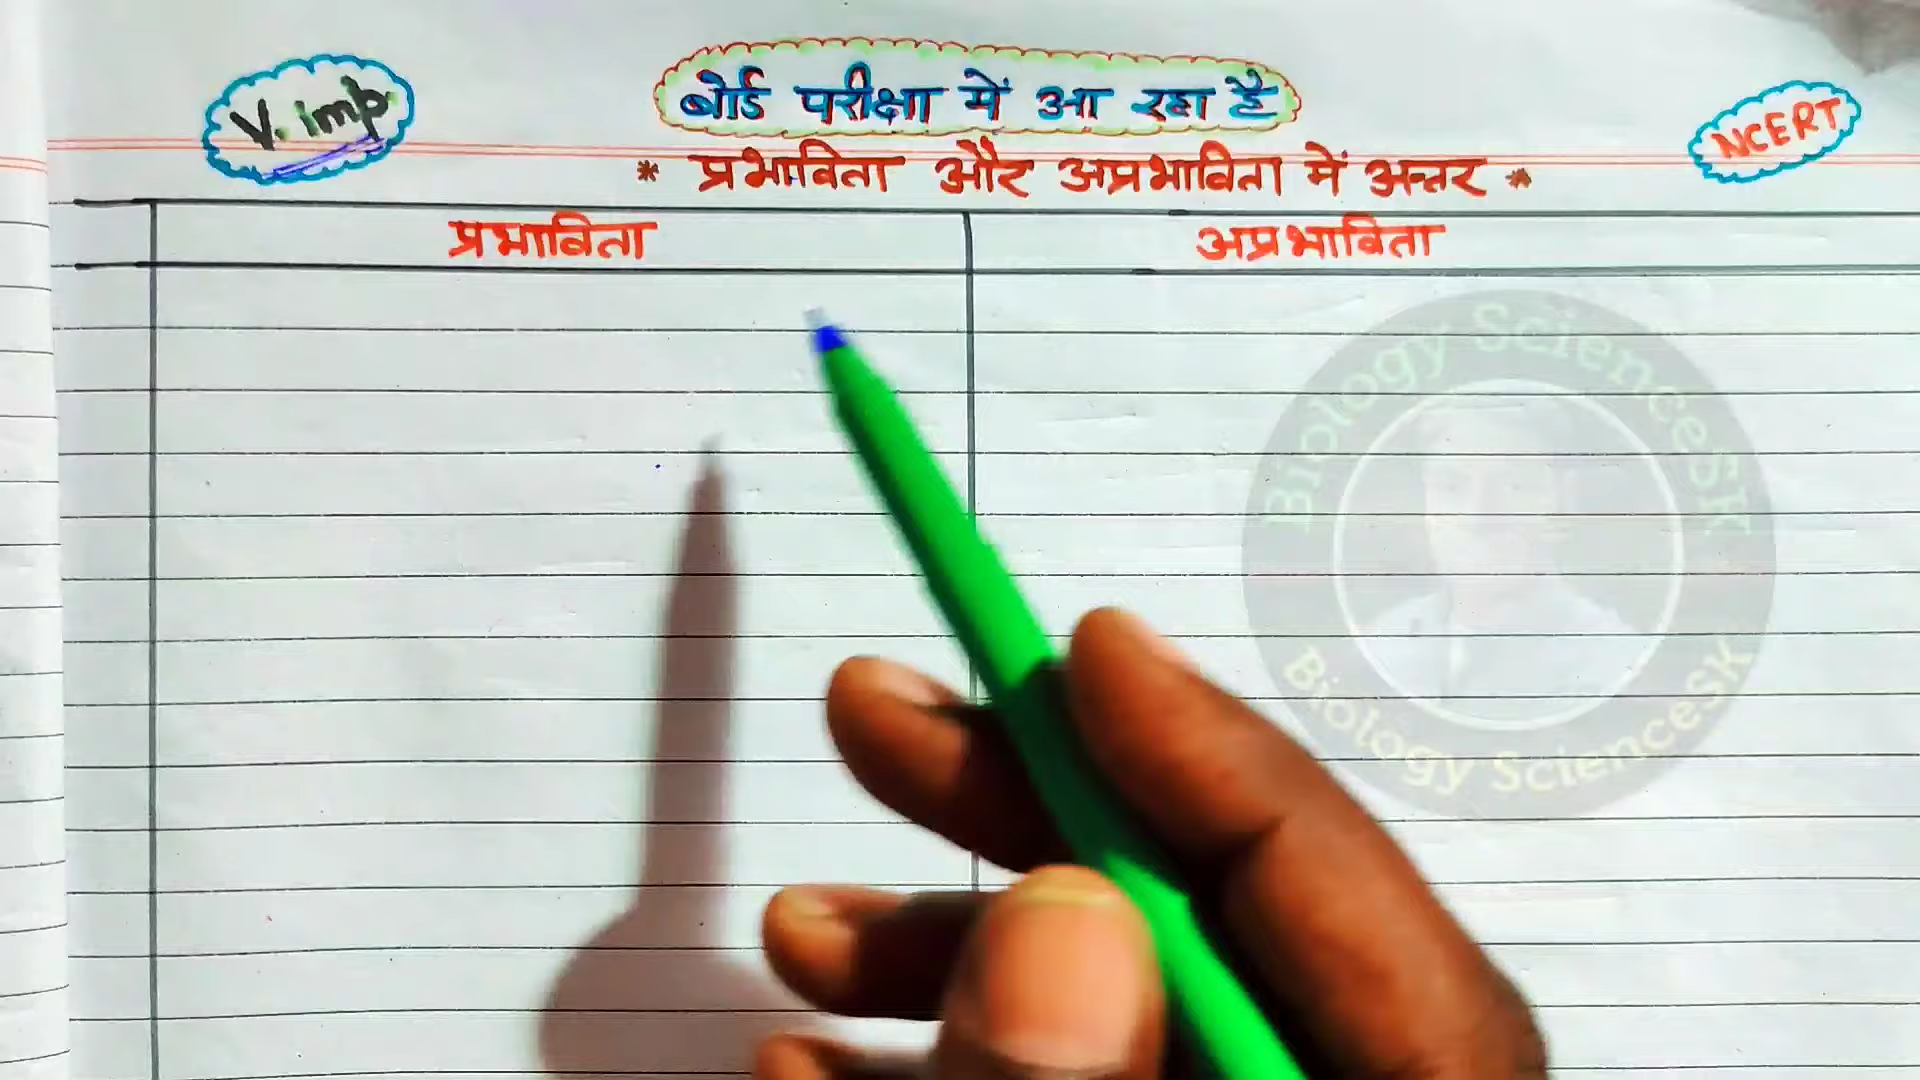 V. imp.
बोर्ड परीक्षा में आ रहा है
NCERT
* प्रभाविता और अप्रभाविता में अन्तर *
प्रभाविता
अप्रभाविता
Biology ScienceSK
Biology ScienceSK